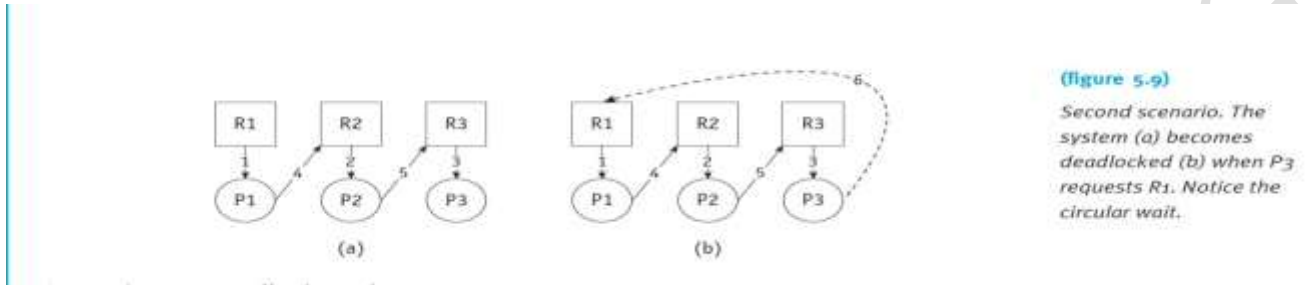 6
(figure 5.9)
R1 R2 R3 R1 R2 R3
Second scenario. The
system (a) becomes
deadlocked (b) when P3
requests R1. Notice the
circular wait.
1 2 3 1 2 3
4 5 4 5
P1 P2 P3 P1 P2 P3
(a) (b)